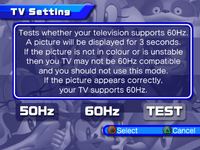 TV Setting
Tests whether your television supports 60Hz.
A picture will be displayed for 3 seconds.
If the picture is not in colour or is unstable
then you TV may not be 60Hz compatible
and you should not use this mode.
If the picture appears correctly,
your TV supports 60Hz.
50Hz 60Hz TEST
Select Cancel